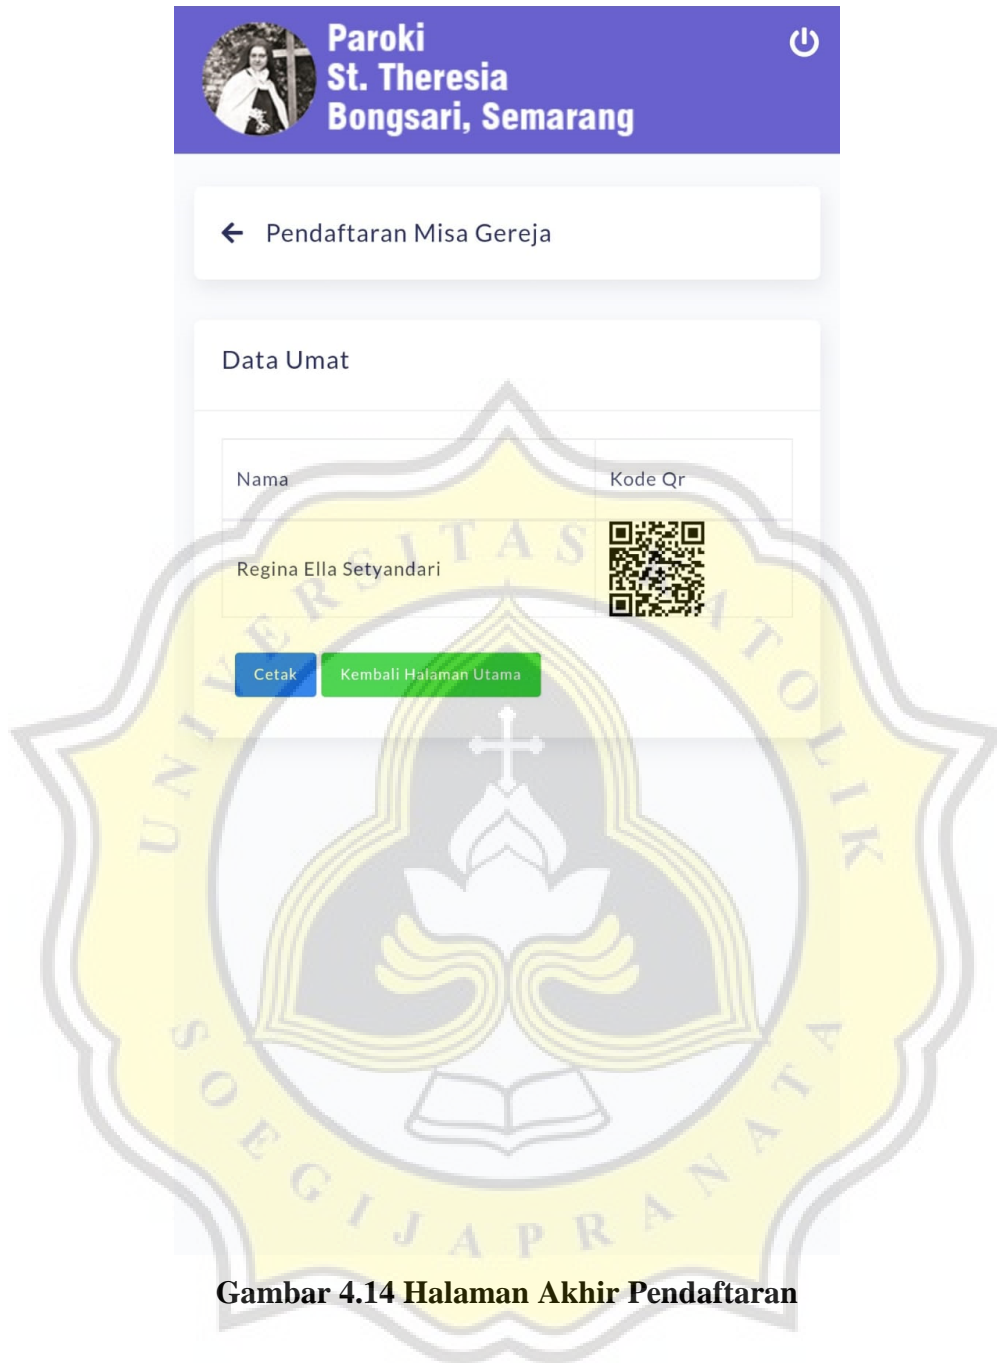 Paroki
St. Theresia
Bongsari, Semarang
Pendaftaran Misa Gereja
Data Umat
Nama Kode Qr
Regina Ella Setyandari
Cetak Kembali Halaman Utama
UNIVERSITAS KATOLIK
SOEGIJAPRANATA
Gambar 4.14 Halaman Akhir Pendaftaran